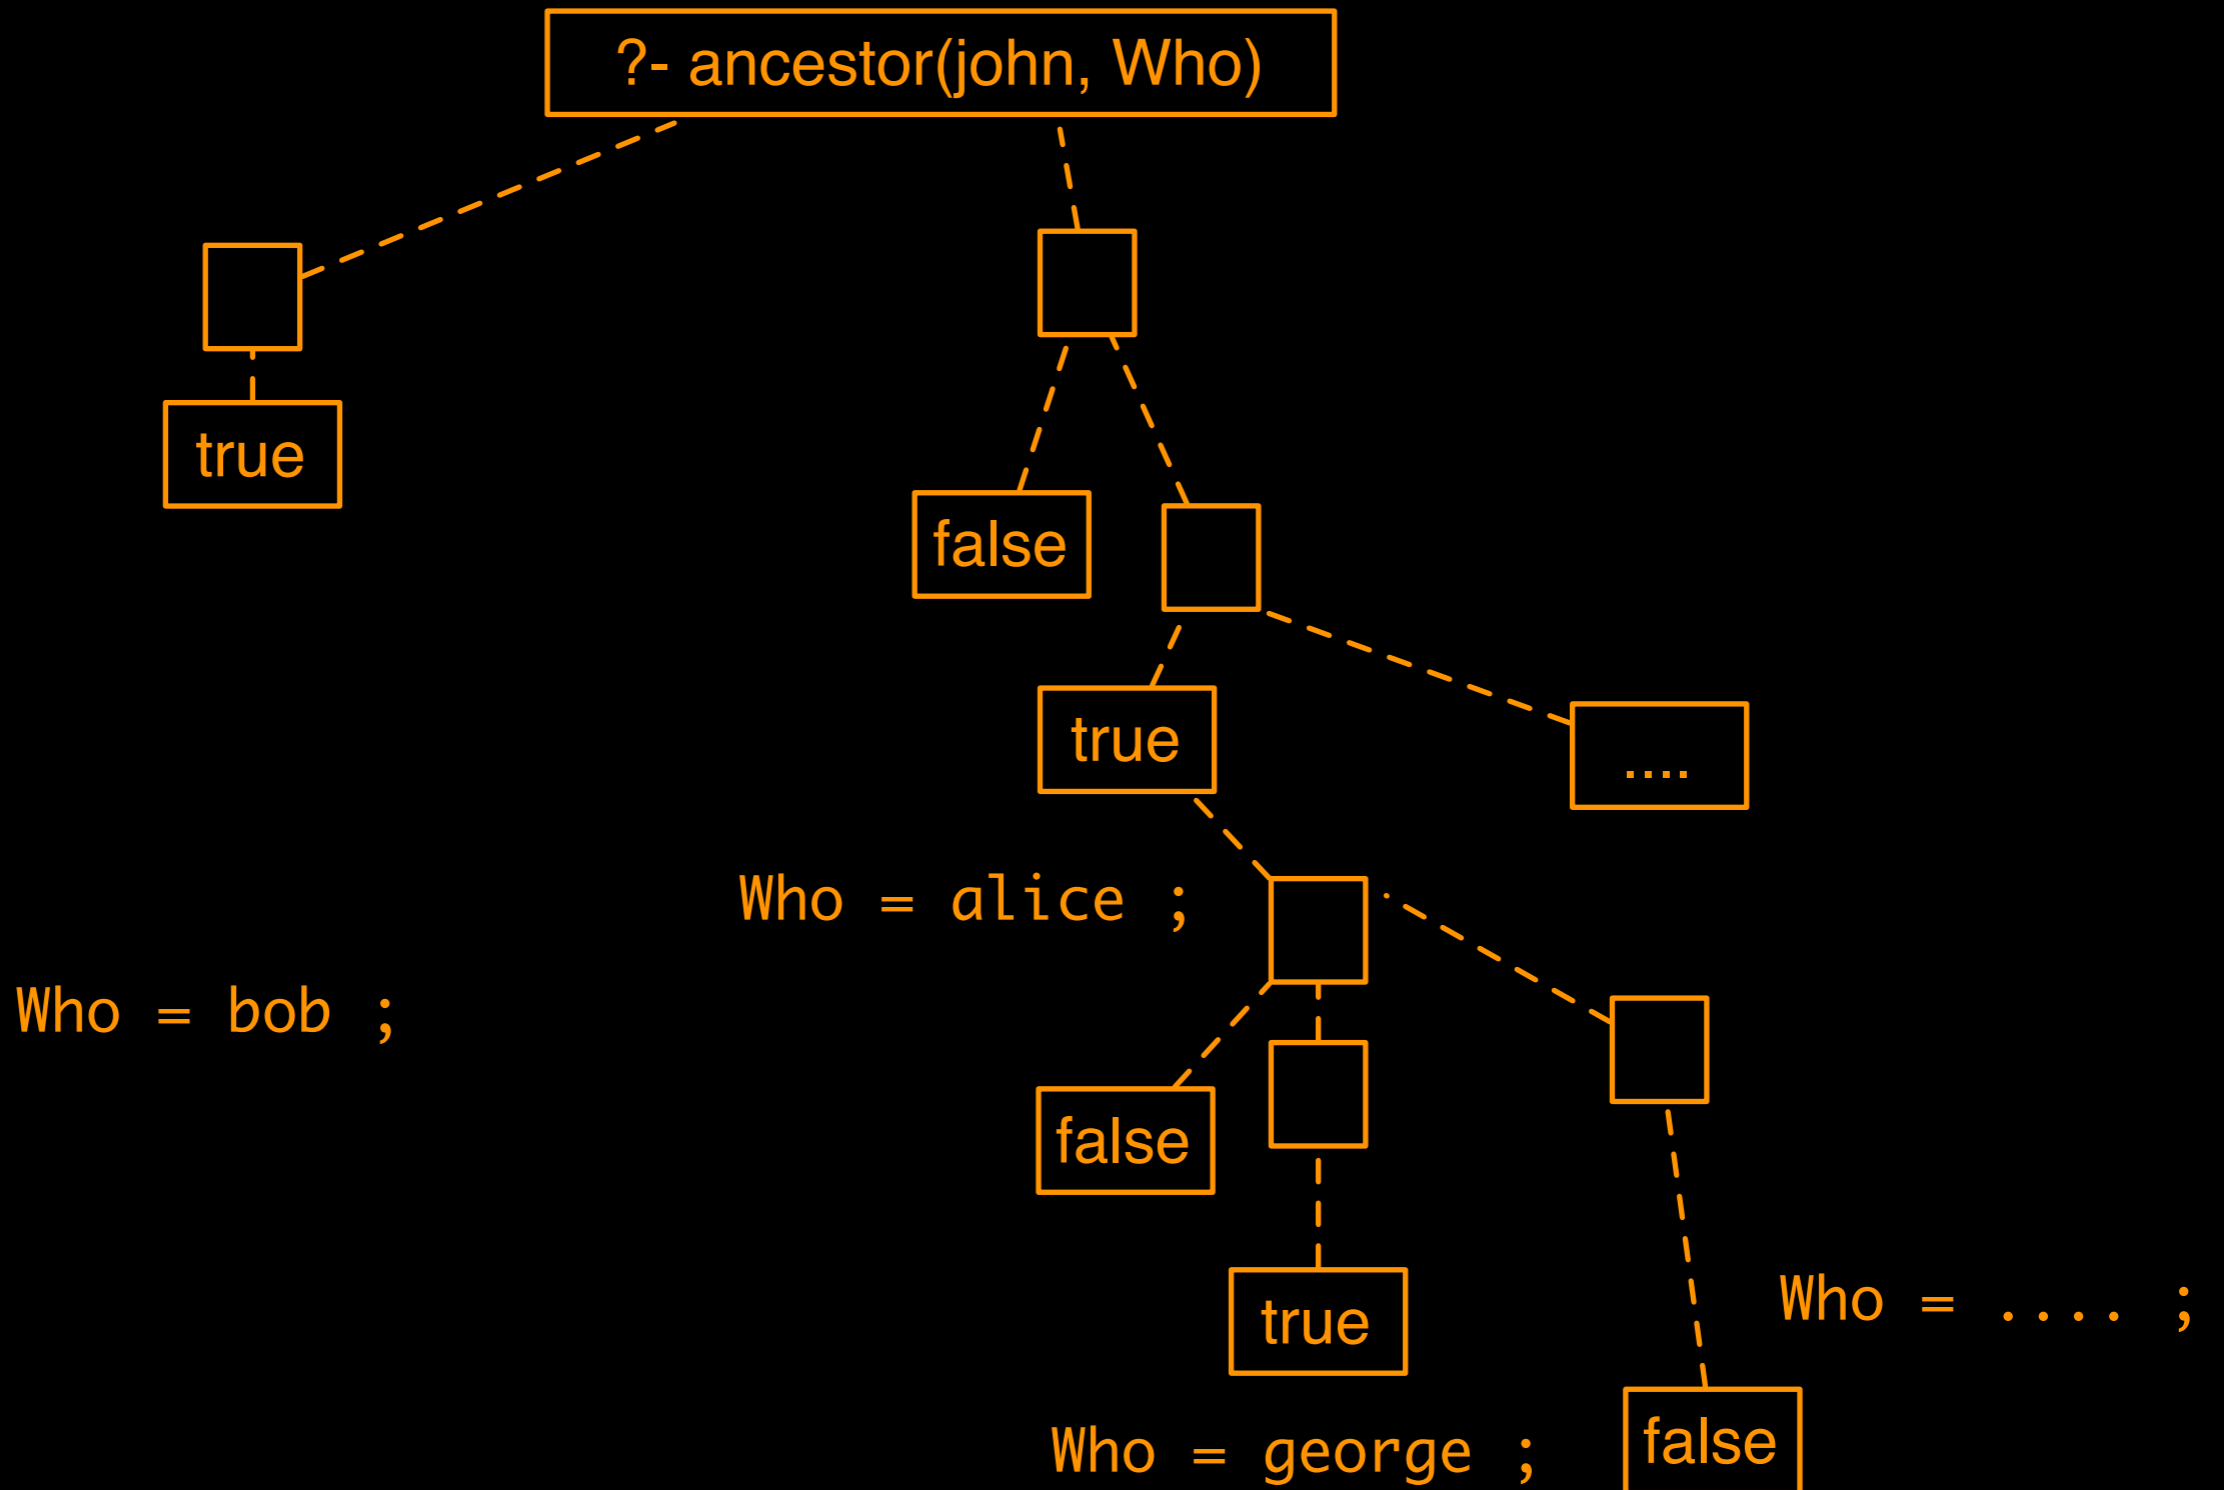 ?- ancestor(john, Who)
true
false
true
....
Who = alice ;
Who = bob ;
false
true
Who = .... ;
Who = george ;
false